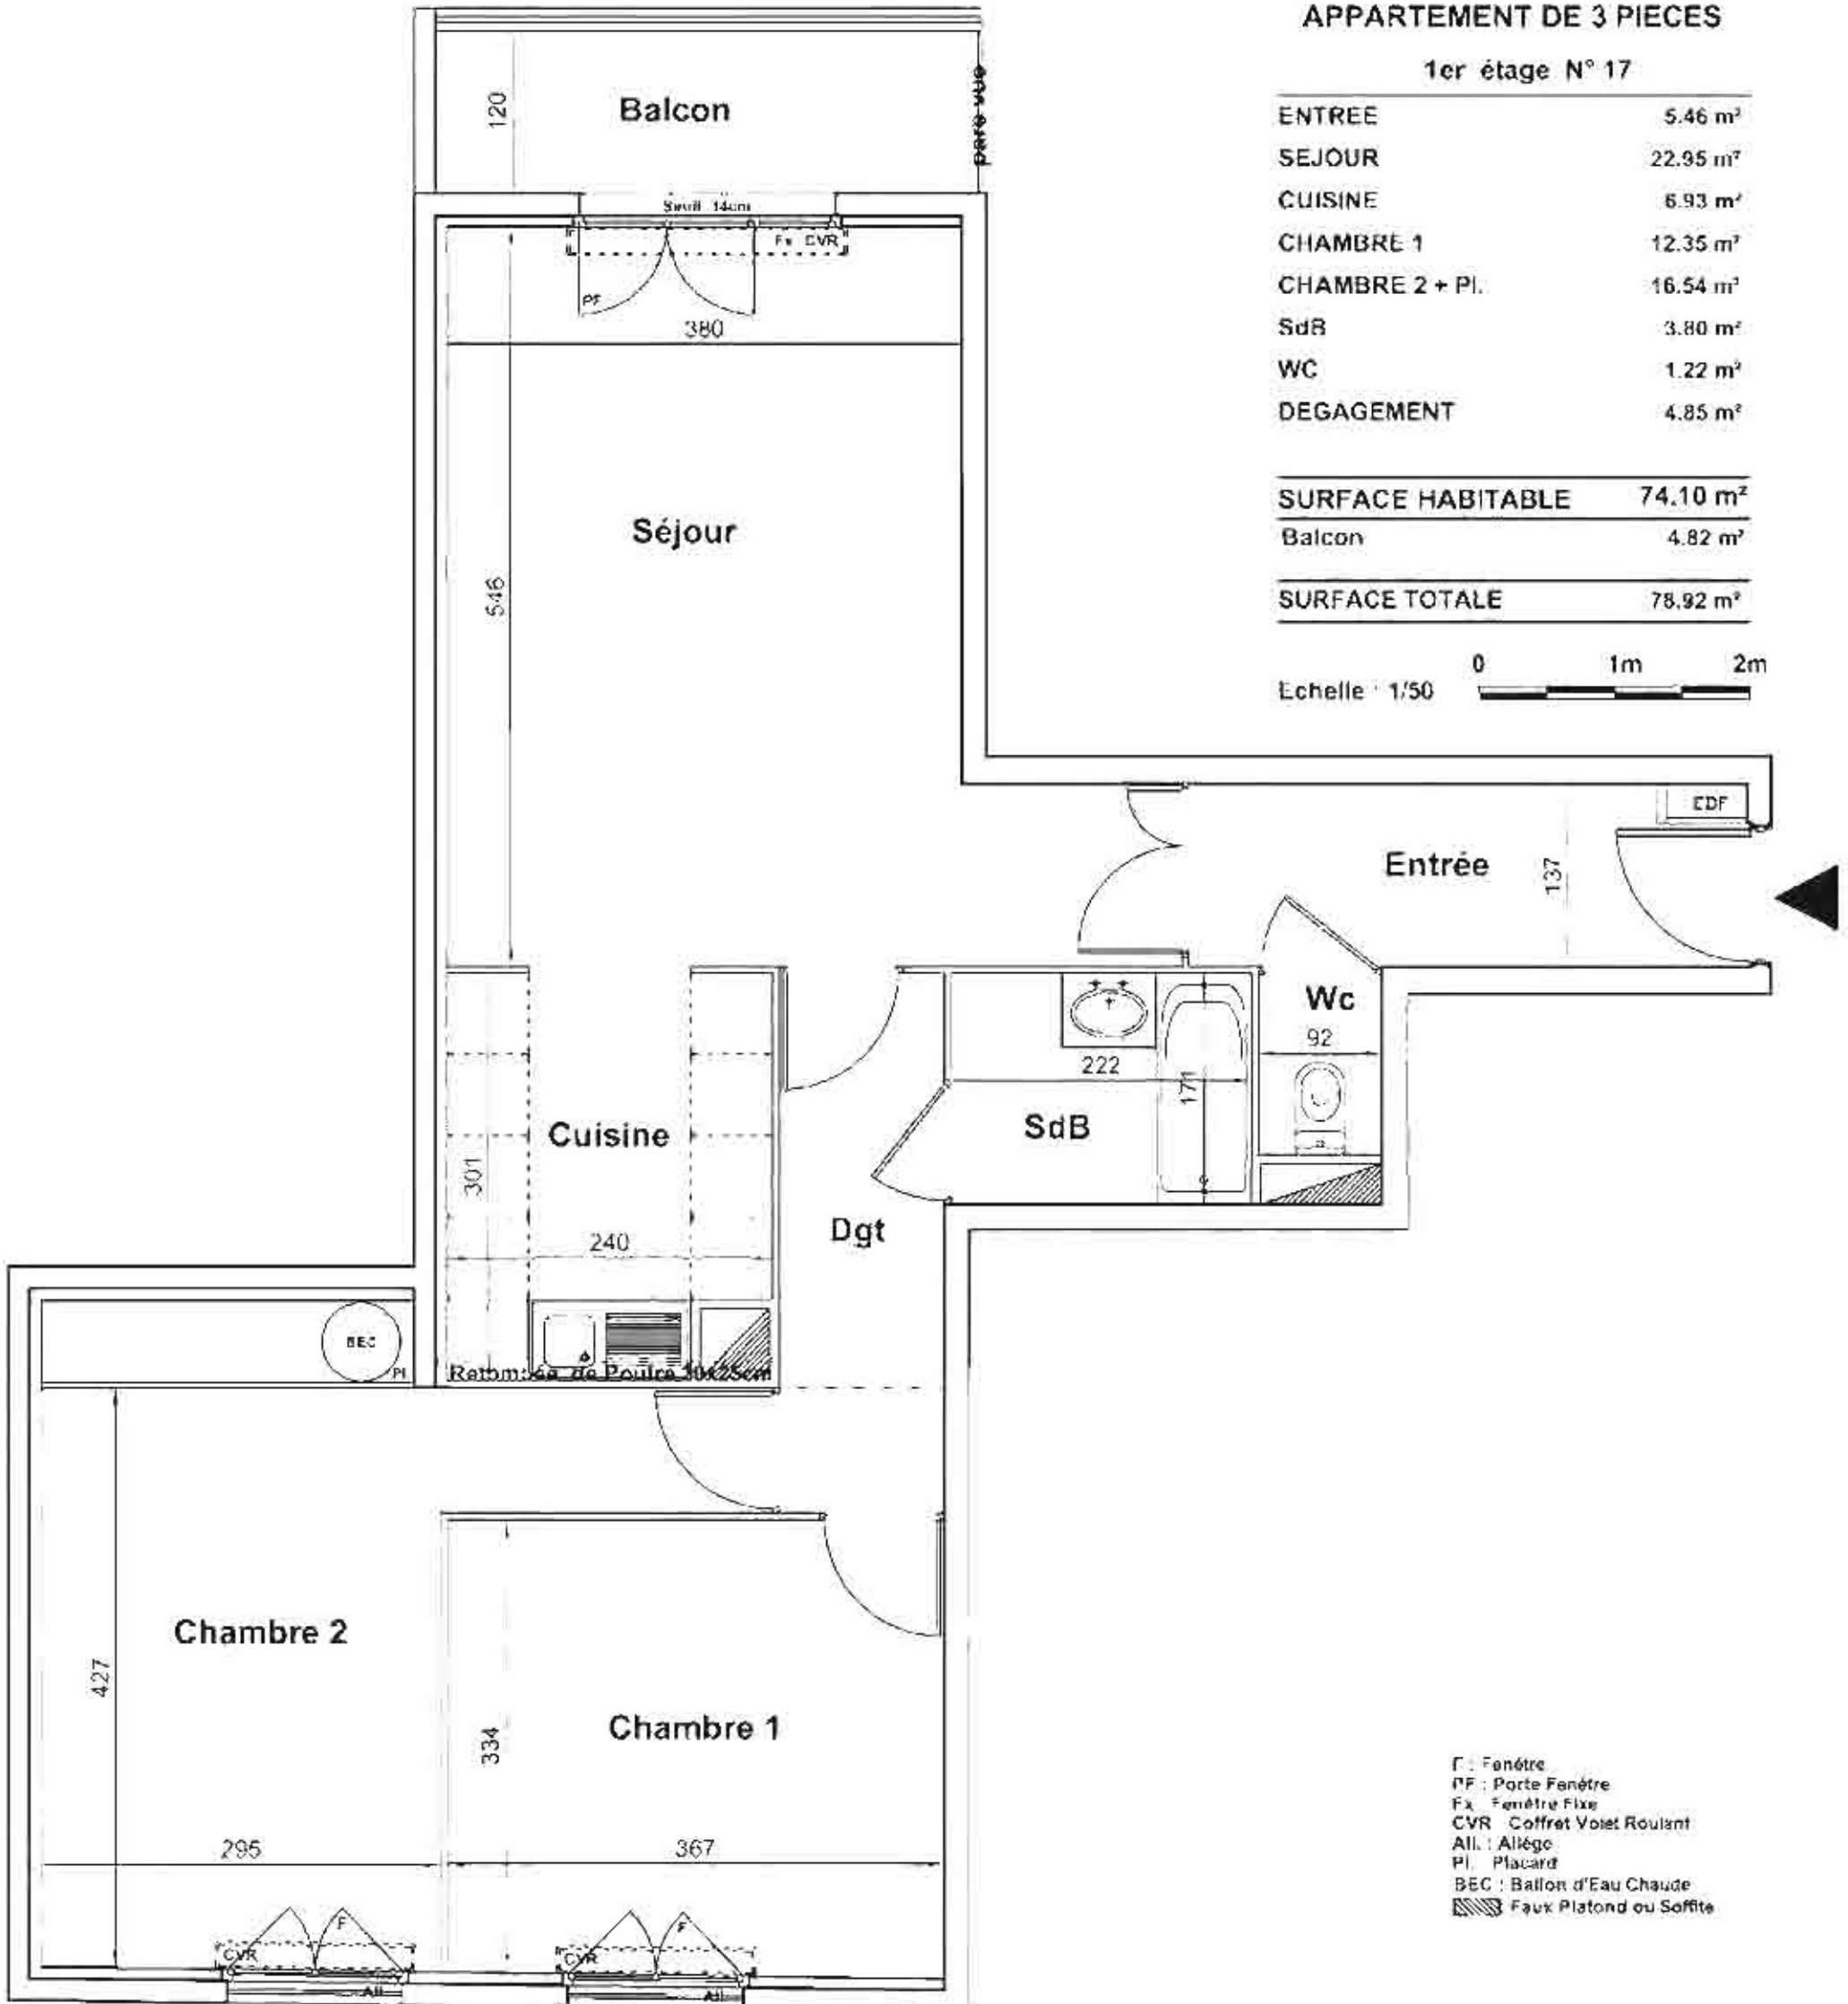 APPARTEMENT DE 3 PIECES
1er étage N° 17
ENTREE 5.46 m²
SEJOUR 22.95 m²
CUISINE 6.93 m²
CHAMBRE 1 12.35 m²
CHAMBRE 2 + Pl. 16.54 m²
SdB 3.80 m²
WC 1.22 m²
DEGAGEMENT 4.85 m²
SURFACE HABITABLE 74.10 m²
Balcon 4.82 m²
SURFACE TOTALE 78.92 m²
0 1m 2m
Echelle : 1/50
120
Balcon
pare vue
Seuil 14cm
Fx CVR
PF
380
Séjour
546
EDF
Entrée
137
Wc
92
222
171
SdB
Cuisine
301
240
Dgt
BEC
Pl
Retombée de Poutre 30x25cm
Chambre 2
427
Chambre 1
334
295
367
F
CVR
All.
F
CVR
All.
F : Fenêtre
PF : Porte Fenêtre
Fx Fenêtre Fixe
CVR Coffret Volet Roulant
All. : Allège
Pl. Placard
BEC : Ballon d'Eau Chaude
Faux Plafond ou Soffite